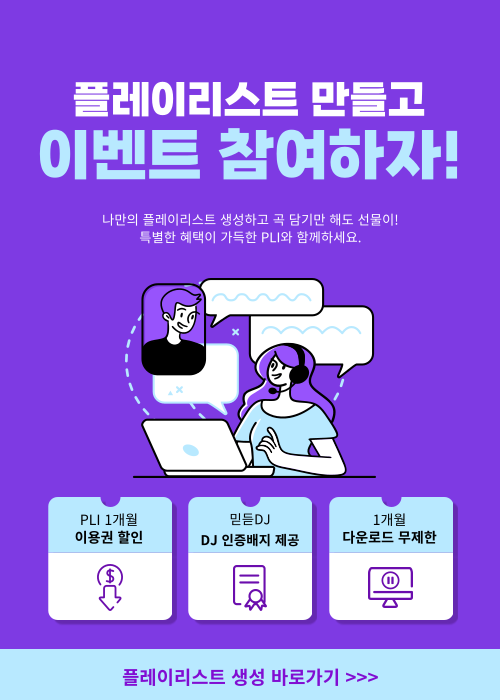 플레이리스트 만들고
이벤트 참여하자!
나만의 플레이리스트 생성하고 곡 담기만 해도 선물이!
특별한 혜택이 가득한 PLI와 함께하세요.
PLI 1개월
이용권 할인
믿듣DJ
DJ 인증배지 제공
1개월
다운로드 무제한
플레이리스트 생성 바로가기 >>>